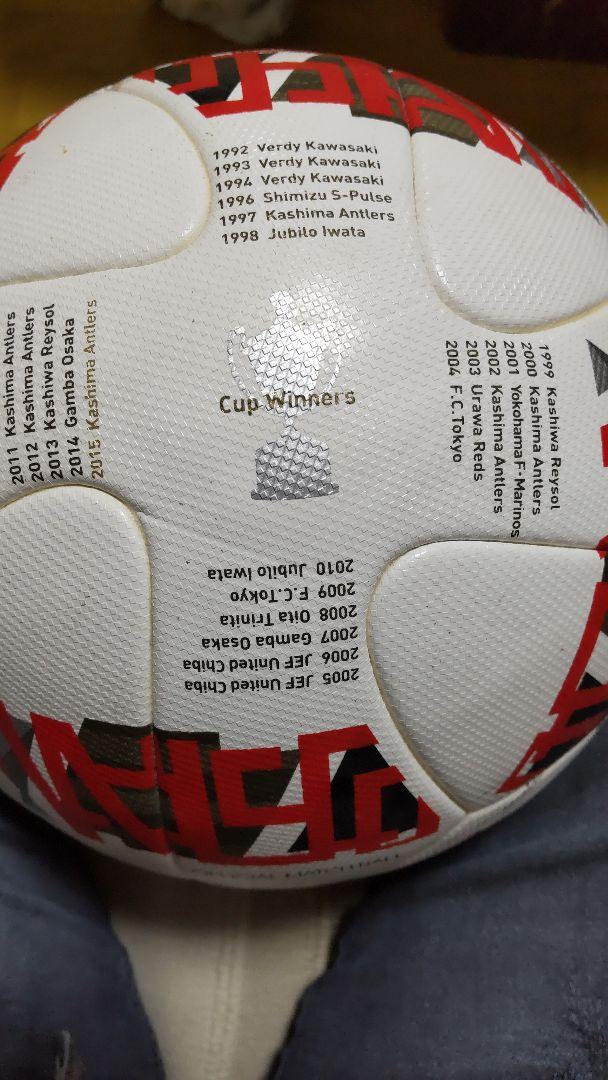 1992 Verdy Kawasaki
1993 Verdy Kawasaki
1994 Verdy Kawasaki
1996 Shimizu S-Pulse
1997 Kashima Antlers
1998 Jubilo Iwata
Cup Winners
1999 Kashiwa Reysol
2000 Kashima Antlers
2001 Yokohama F·Marinos
2002 Kashima Antlers
2003 Urawa Reds
2004 F.C.Tokyo
2005 JEF United Chiba
2006 JEF United Chiba
2007 Gamba Osaka
2008 Oita Trinita
2009 F.C.Tokyo
2010 Jubilo Iwata
2011 Kashima Antlers
2012 Kashima Antlers
2013 Kashiwa Reysol
2014 Gamba Osaka
2015 Kashima Antlers
OFFICIAL MATCH BALL